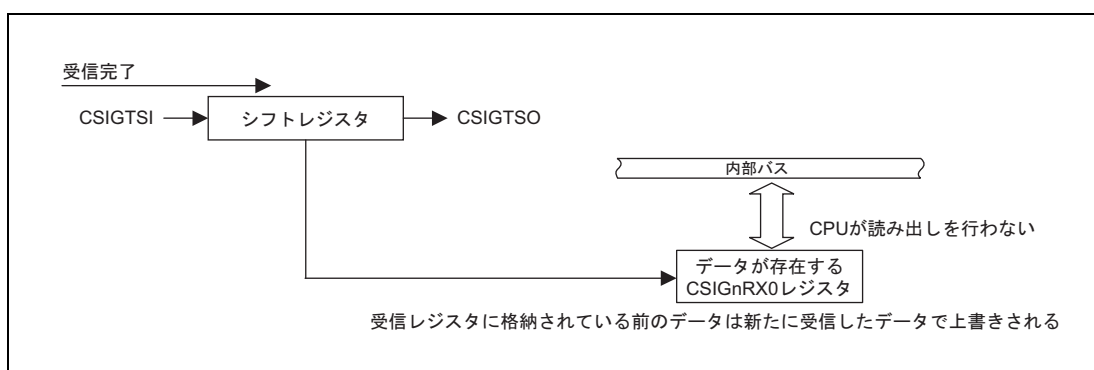 受信完了
CSIGTSI
シフトレジスタ
CSIGTSO
内部バス
CPUが読み出しを行わない
データが存在する
CSIGnRX0レジスタ
受信レジスタに格納されている前のデータは新たに受信したデータで上書きされる